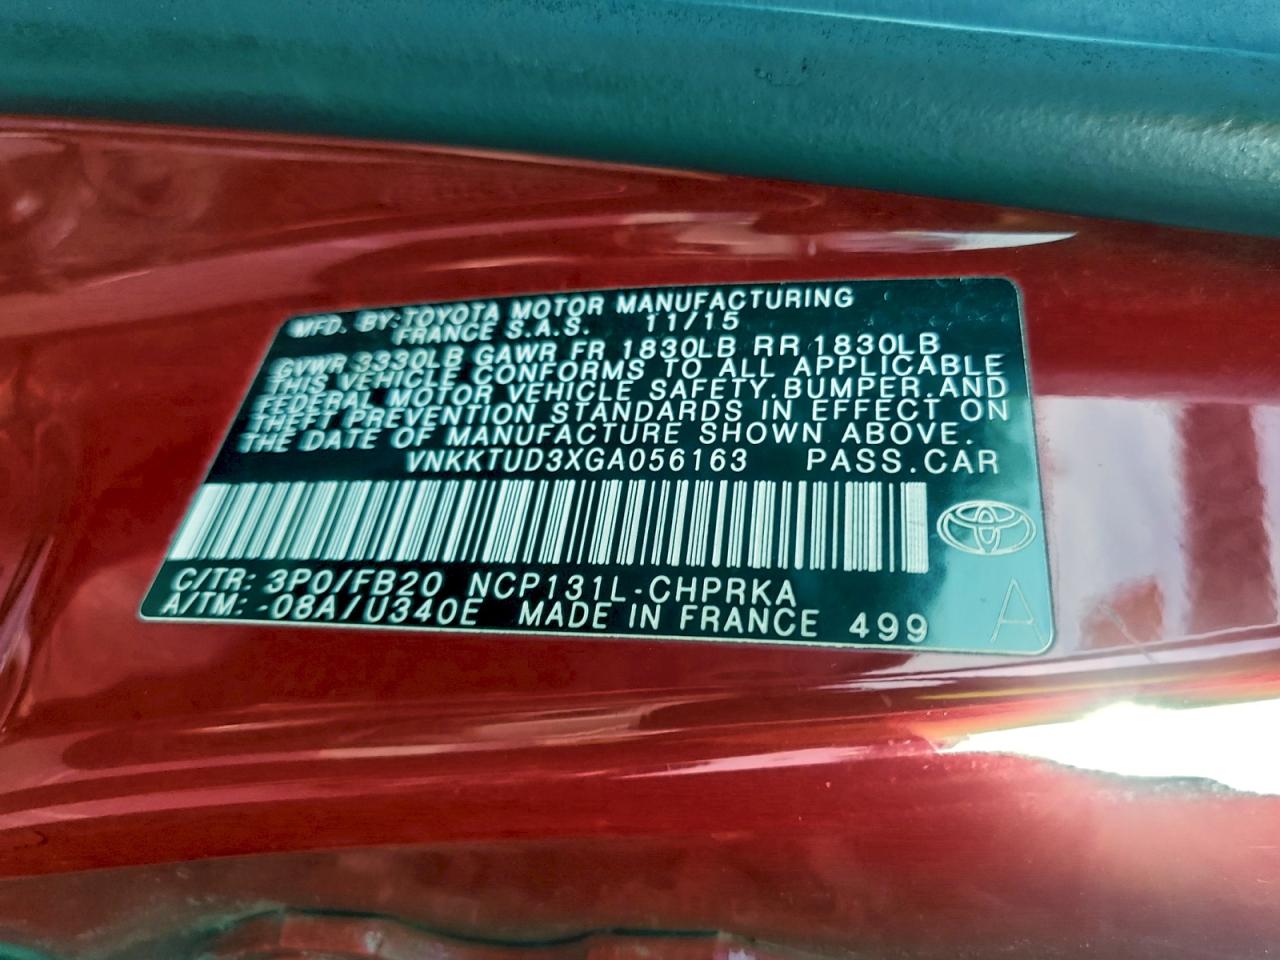 MFD. BY:TOYOTA MOTOR MANUFACTURING
FRANCE S.A.S. 11/15
GVWR 3330LB GAWR FR 1830LB RR 1830LB
THIS VEHICLE CONFORMS TO ALL APPLICABLE
FEDERAL MOTOR VEHICLE SAFETY,BUMPER,AND
THEFT PREVENTION STANDARDS IN EFFECT ON
THE DATE OF MANUFACTURE SHOWN ABOVE.
VNKKTUD3XGA056163 PASS.CAR
C/TR: 3P0/FB20 NCP131L-CHPRKA
A/TM: -08A/U340E MADE IN FRANCE 499
A